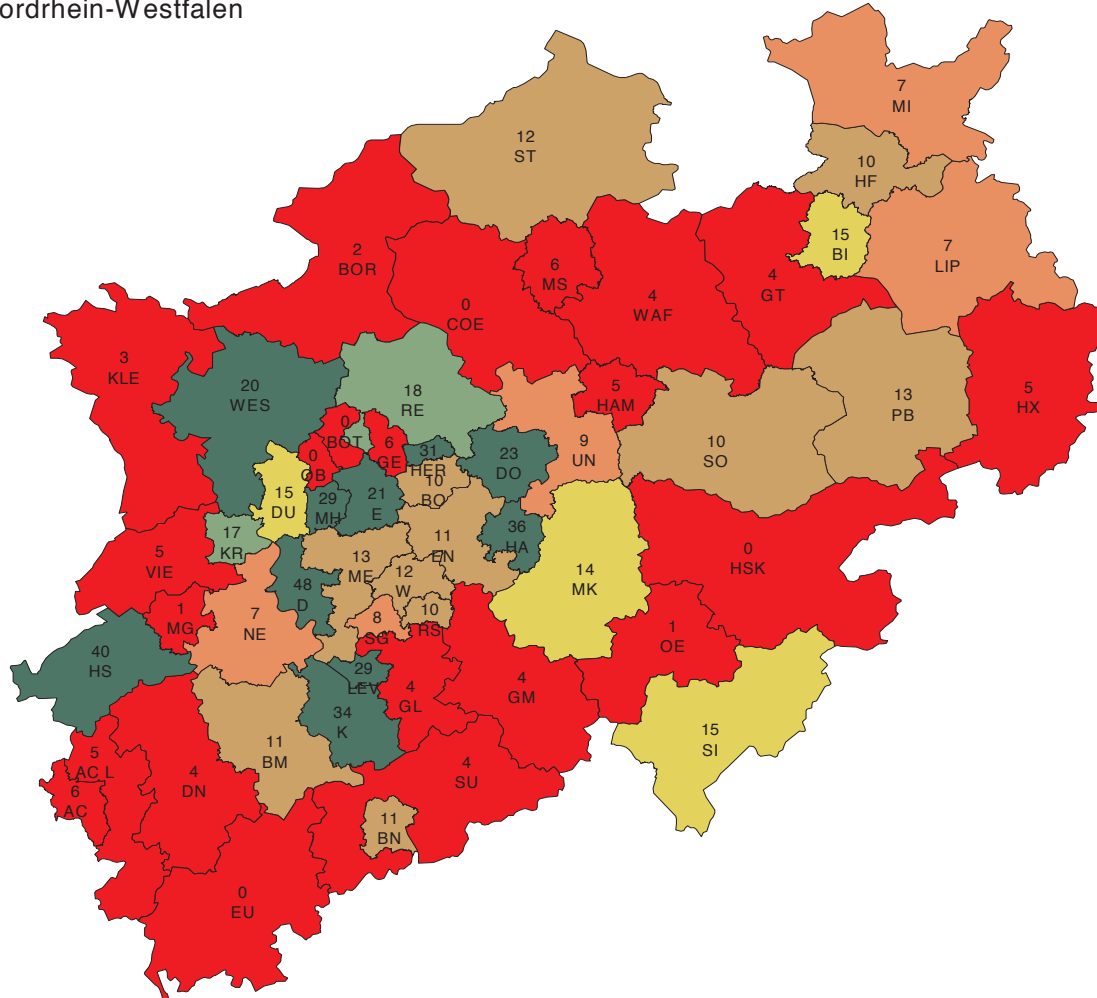 ordrhein-Westfalen
7
MI
12
ST
10
HF
15
BI
7
LIP
2
BOR
6
MS
4
GT
0
COE
4
WAF
3
KLE
20
WES
18
RE
5
HAM
13
PB
5
HX
0
BOT
6
GE
31
HER
23
DO
9
UN
10
SO
0
OB
10
BO
15
DU
29
MH
21
E
17
KR
11
EN
36
HA
5
VIE
13
ME
12
W
14
MK
0
HSK
48
D
1
MG
7
NE
8
SG
10
RS
1
OE
40
HS
29
LEV
4
GL
4
GM
34
K
15
SI
11
BM
5
AC L
4
DN
4
SU
6
AC
11
BN
0
EU